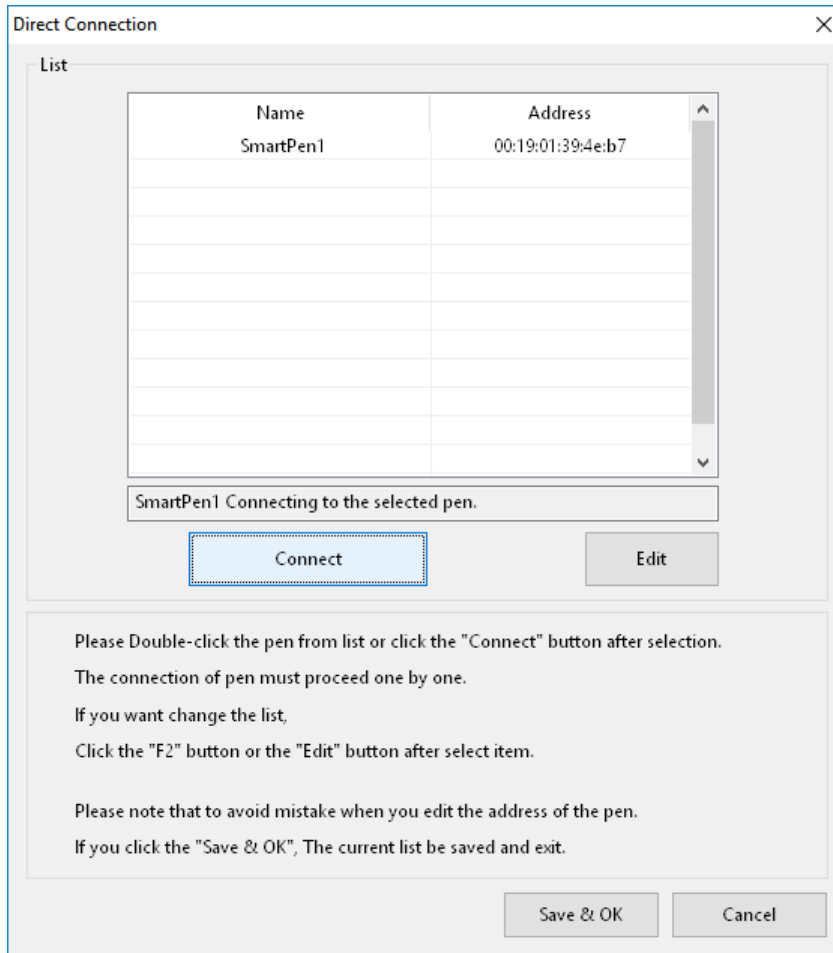 Direct Connection
List
Name Address
SmartPen1 00:19:01:39:4e:b7
SmartPen1 Connecting to the selected pen.
Connect Edit
Please Double-click the pen from list or click the "Connect" button after selection.
The connection of pen must proceed one by one.
If you want change the list,
Click the "F2" button or the "Edit" button after select item.
Please note that to avoid mistake when you edit the address of the pen.
If you click the "Save & OK", The current list be saved and exit.
Save & OK Cancel